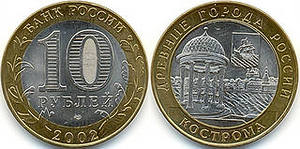 БАНК РОССИИ
10
РУБЛЕЙ
2002
ДРЕВНИЕ ГОРОДА РОССИИ
КОСТРОМА